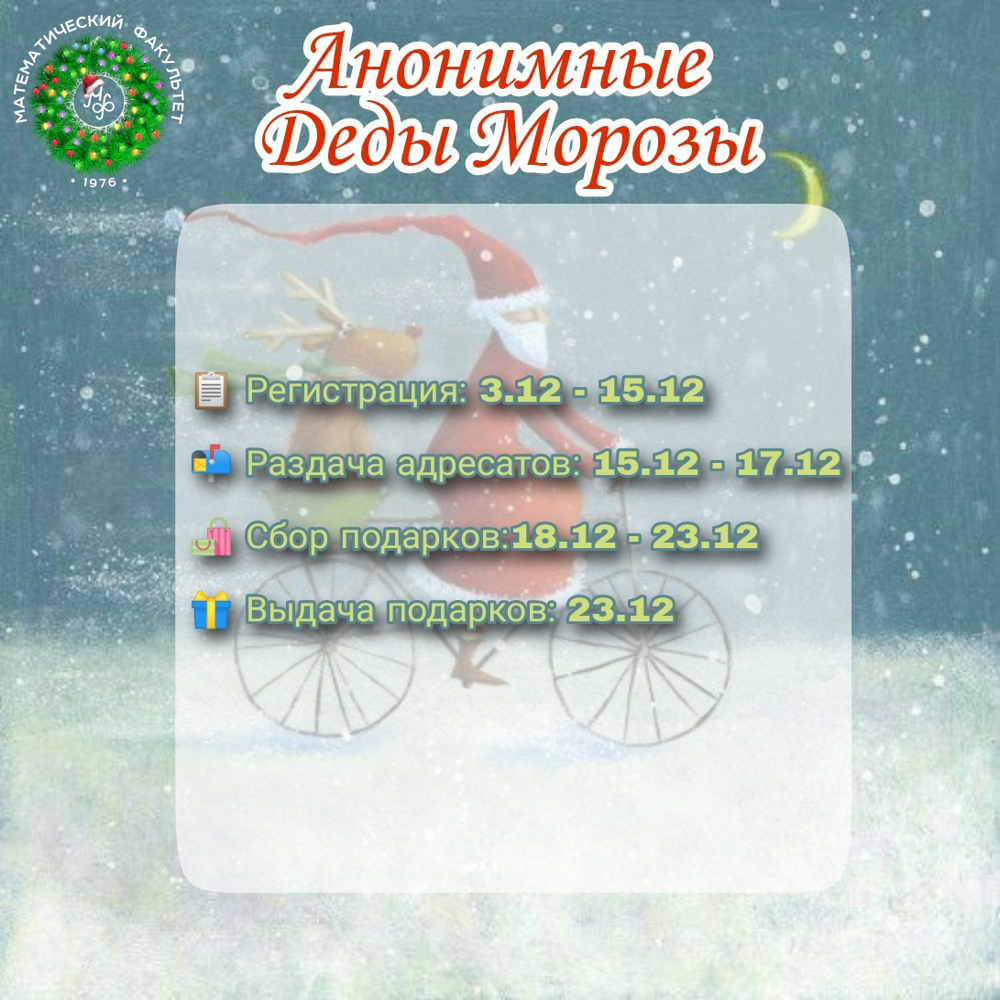 МАТЕМАТИЧЕСКИЙ ФАКУЛЬТЕТ
• 1976 •
Анонимные
Деды Морозы
Регистрация: 3.12 - 15.12
Раздача адресатов: 15.12 - 17.12
Сбор подарков:18.12 - 23.12
Выдача подарков: 23.12